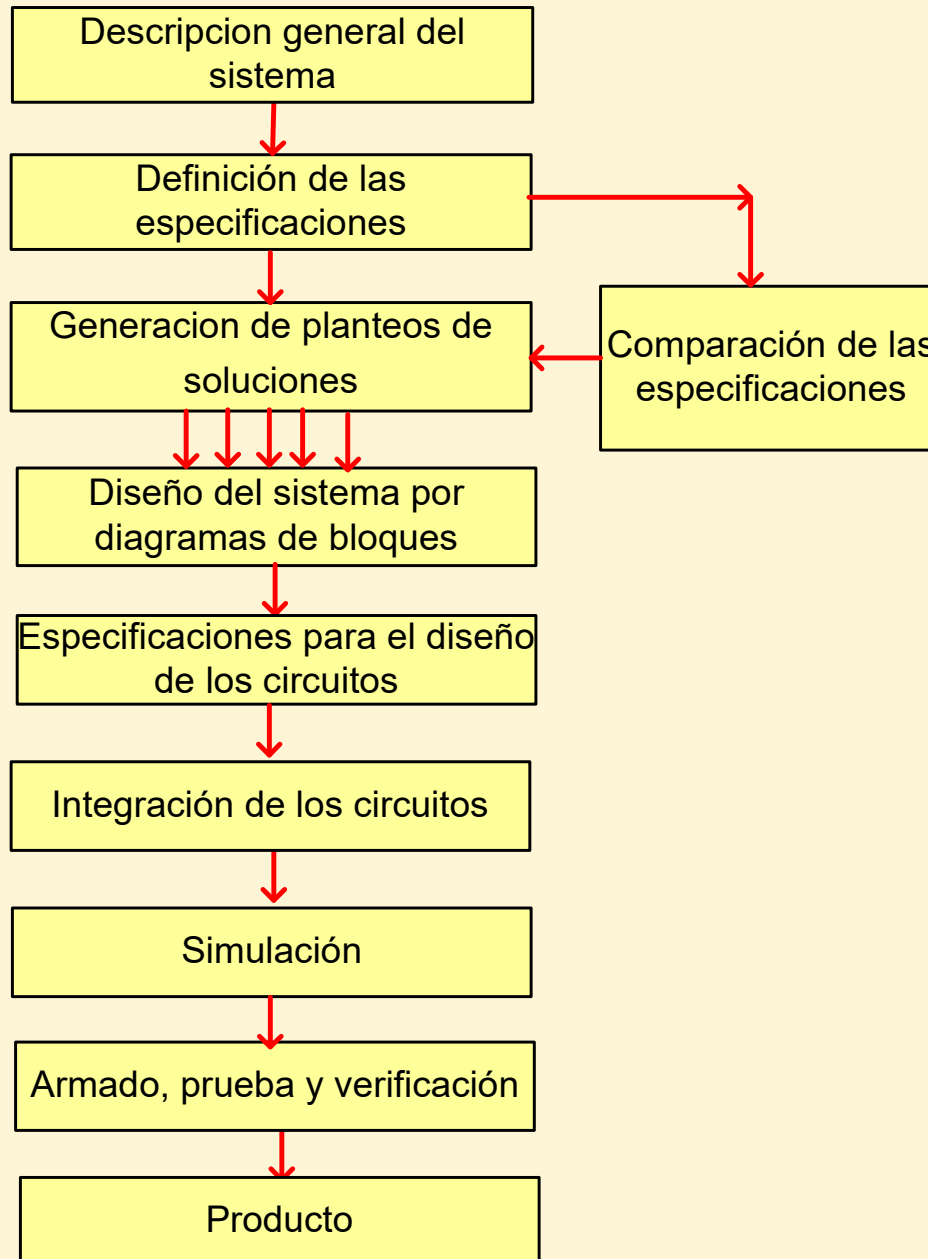 Descripcion general del
sistema
Definición de las
especificaciones
Generacion de planteos de
soluciones
Comparación de las
especificaciones
Diseño del sistema por
diagramas de bloques
Especificaciones para el diseño
de los circuitos
Integración de los circuitos
Simulación
Armado, prueba y verificación
Producto